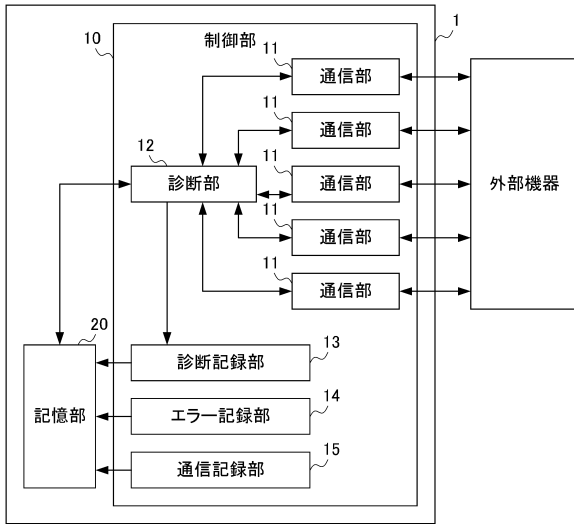 1
10
制御部
11
通信部
11
通信部
12
11
診断部
通信部
外部機器
11
通信部
11
通信部
20
13
診断記録部
記憶部
14
エラー記録部
15
通信記録部